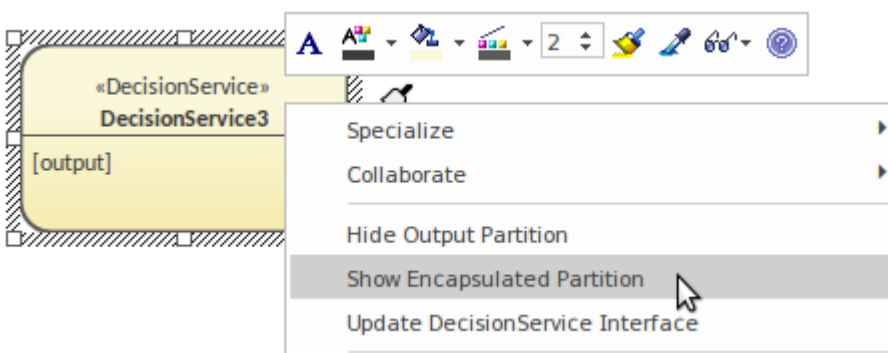 A A 2
«DecisionService»
DecisionService3
[output]
Specialize
Collaborate
Hide Output Partition
Show Encapsulated Partition
Update DecisionService Interface